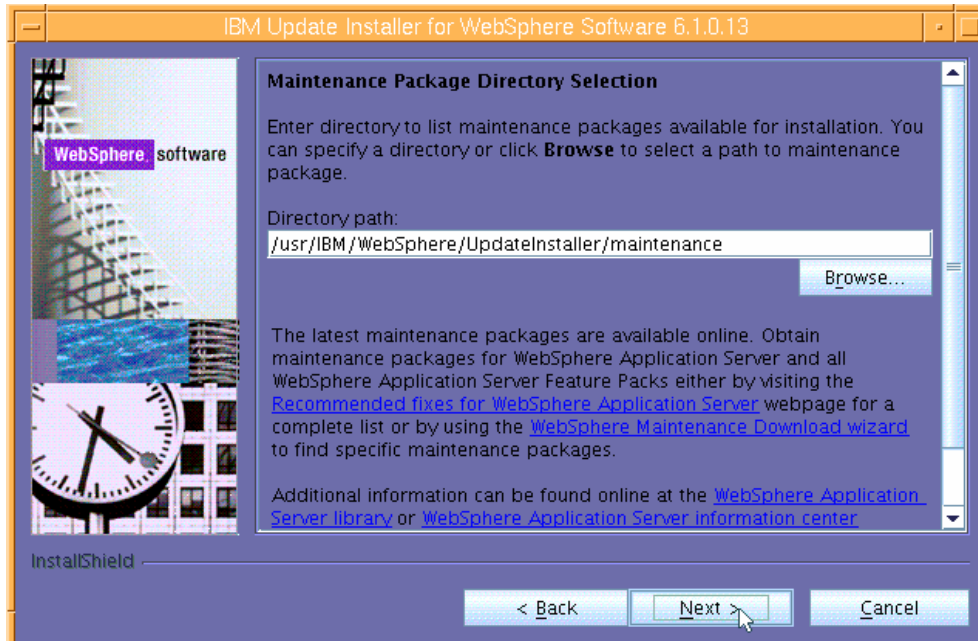 IBM Update Installer for WebSphere Software 6.1.0.13
WebSphere software
Maintenance Package Directory Selection
Enter directory to list maintenance packages available for installation. You
can specify a directory or click Browse to select a path to maintenance
package.
Directory path:
/usr/IBM/WebSphere/UpdateInstaller/maintenance
Browse...
The latest maintenance packages are available online. Obtain
maintenance packages for WebSphere Application Server and all
WebSphere Application Server Feature Packs either by visiting the
Recommended fixes for WebSphere Application Server webpage for a
complete list or by using the WebSphere Maintenance Download wizard
to find specific maintenance packages.
Additional information can be found online at the WebSphere Application
Server library or WebSphere Application Server information center
InstallShield
< Back
Next >
Cancel